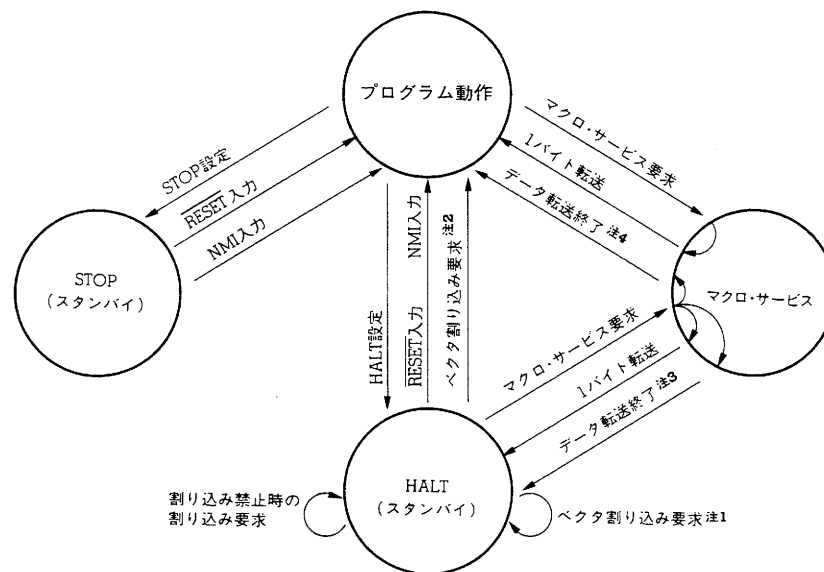 プログラム動作
STOP設定
RESET入力
NMI入力
マクロ・サービス要求
1バイト転送
データ転送終了注4
STOP
(スタンバイ)
マクロ・サービス
HALT設定
RESET入力
NMI入力
ベクタ割り込み要求注2
マクロ・サービス要求
1バイト転送
データ転送終了注3
HALT
(スタンバイ)
割り込み禁止時の
割り込み要求
ベクタ割り込み要求注1